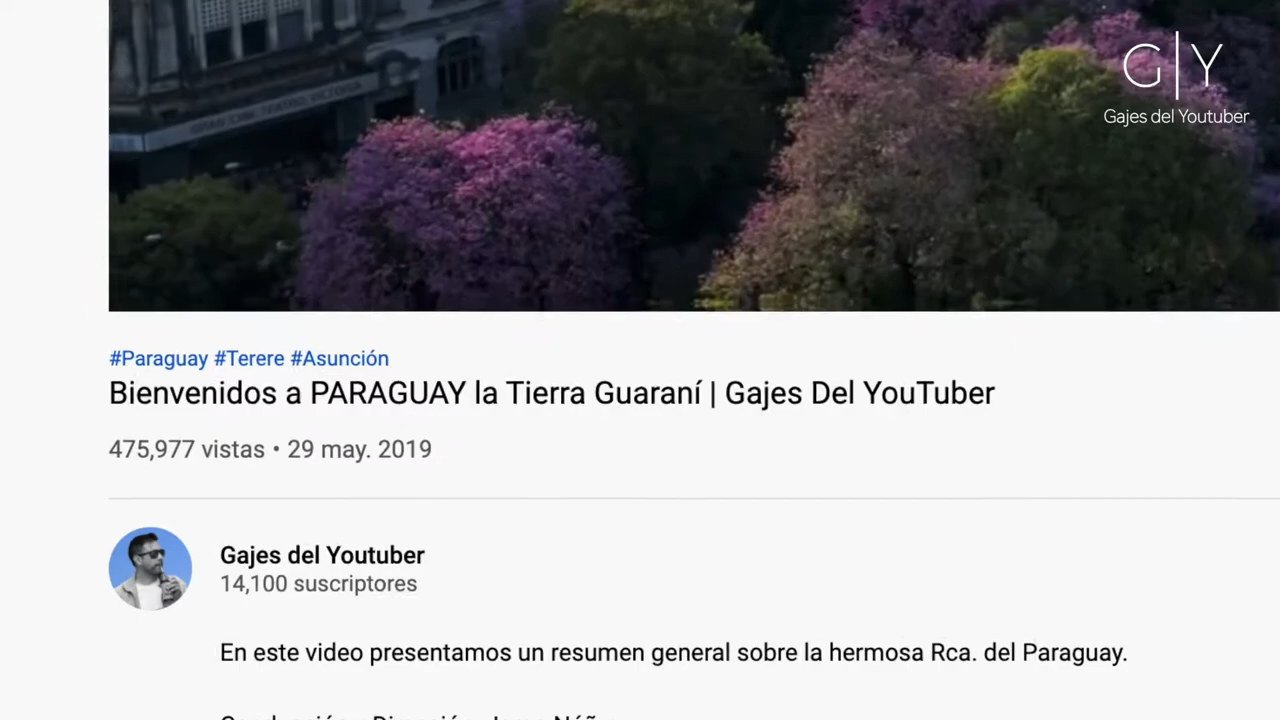 G|Y
Gajes del Youtuber
#Paraguay #Terere #Asunción
Bienvenidos a PARAGUAY la Tierra Guaraní | Gajes Del YouTuber
475,977 vistas • 29 may. 2019
Gajes del Youtuber
14,100 suscriptores
En este video presentamos un resumen general sobre la hermosa Rca. del Paraguay.